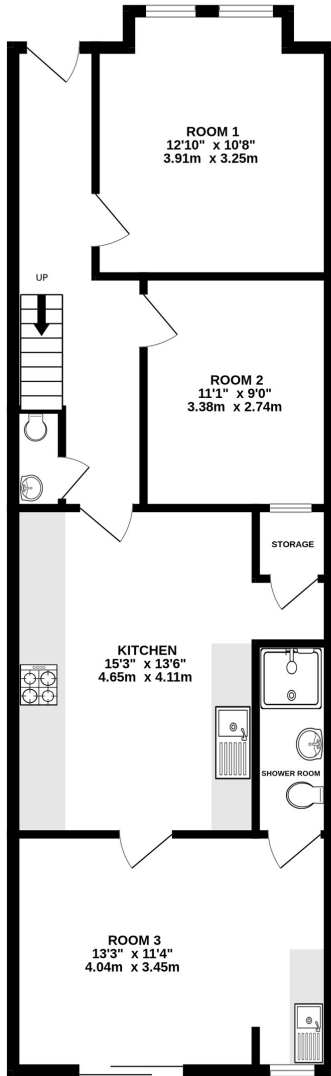 ROOM 1
12'10" x 10'8"
3.91m x 3.25m
UP
ROOM 2
11'1" x 9'0"
3.38m x 2.74m
STORAGE
KITCHEN
15'3" x 13'6"
4.65m x 4.11m
SHOWER ROOM
ROOM 3
13'3" x 11'4"
4.04m x 3.45m